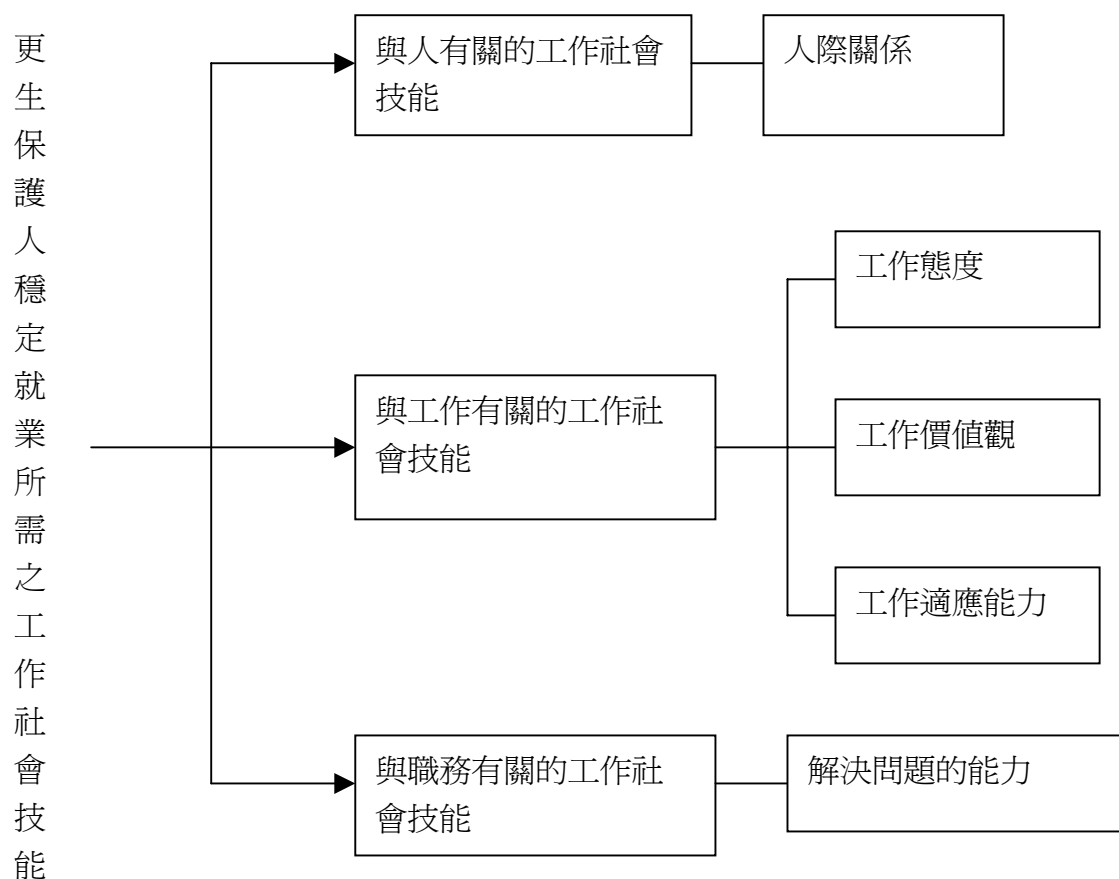 更生保護人穩定就業所需之工作社會技能
與人有關的工作社會
技能
人際關係
與工作有關的工作社
會技能
工作態度
工作價值觀
工作適應能力
與職務有關的工作社
會技能
解決問題的能力